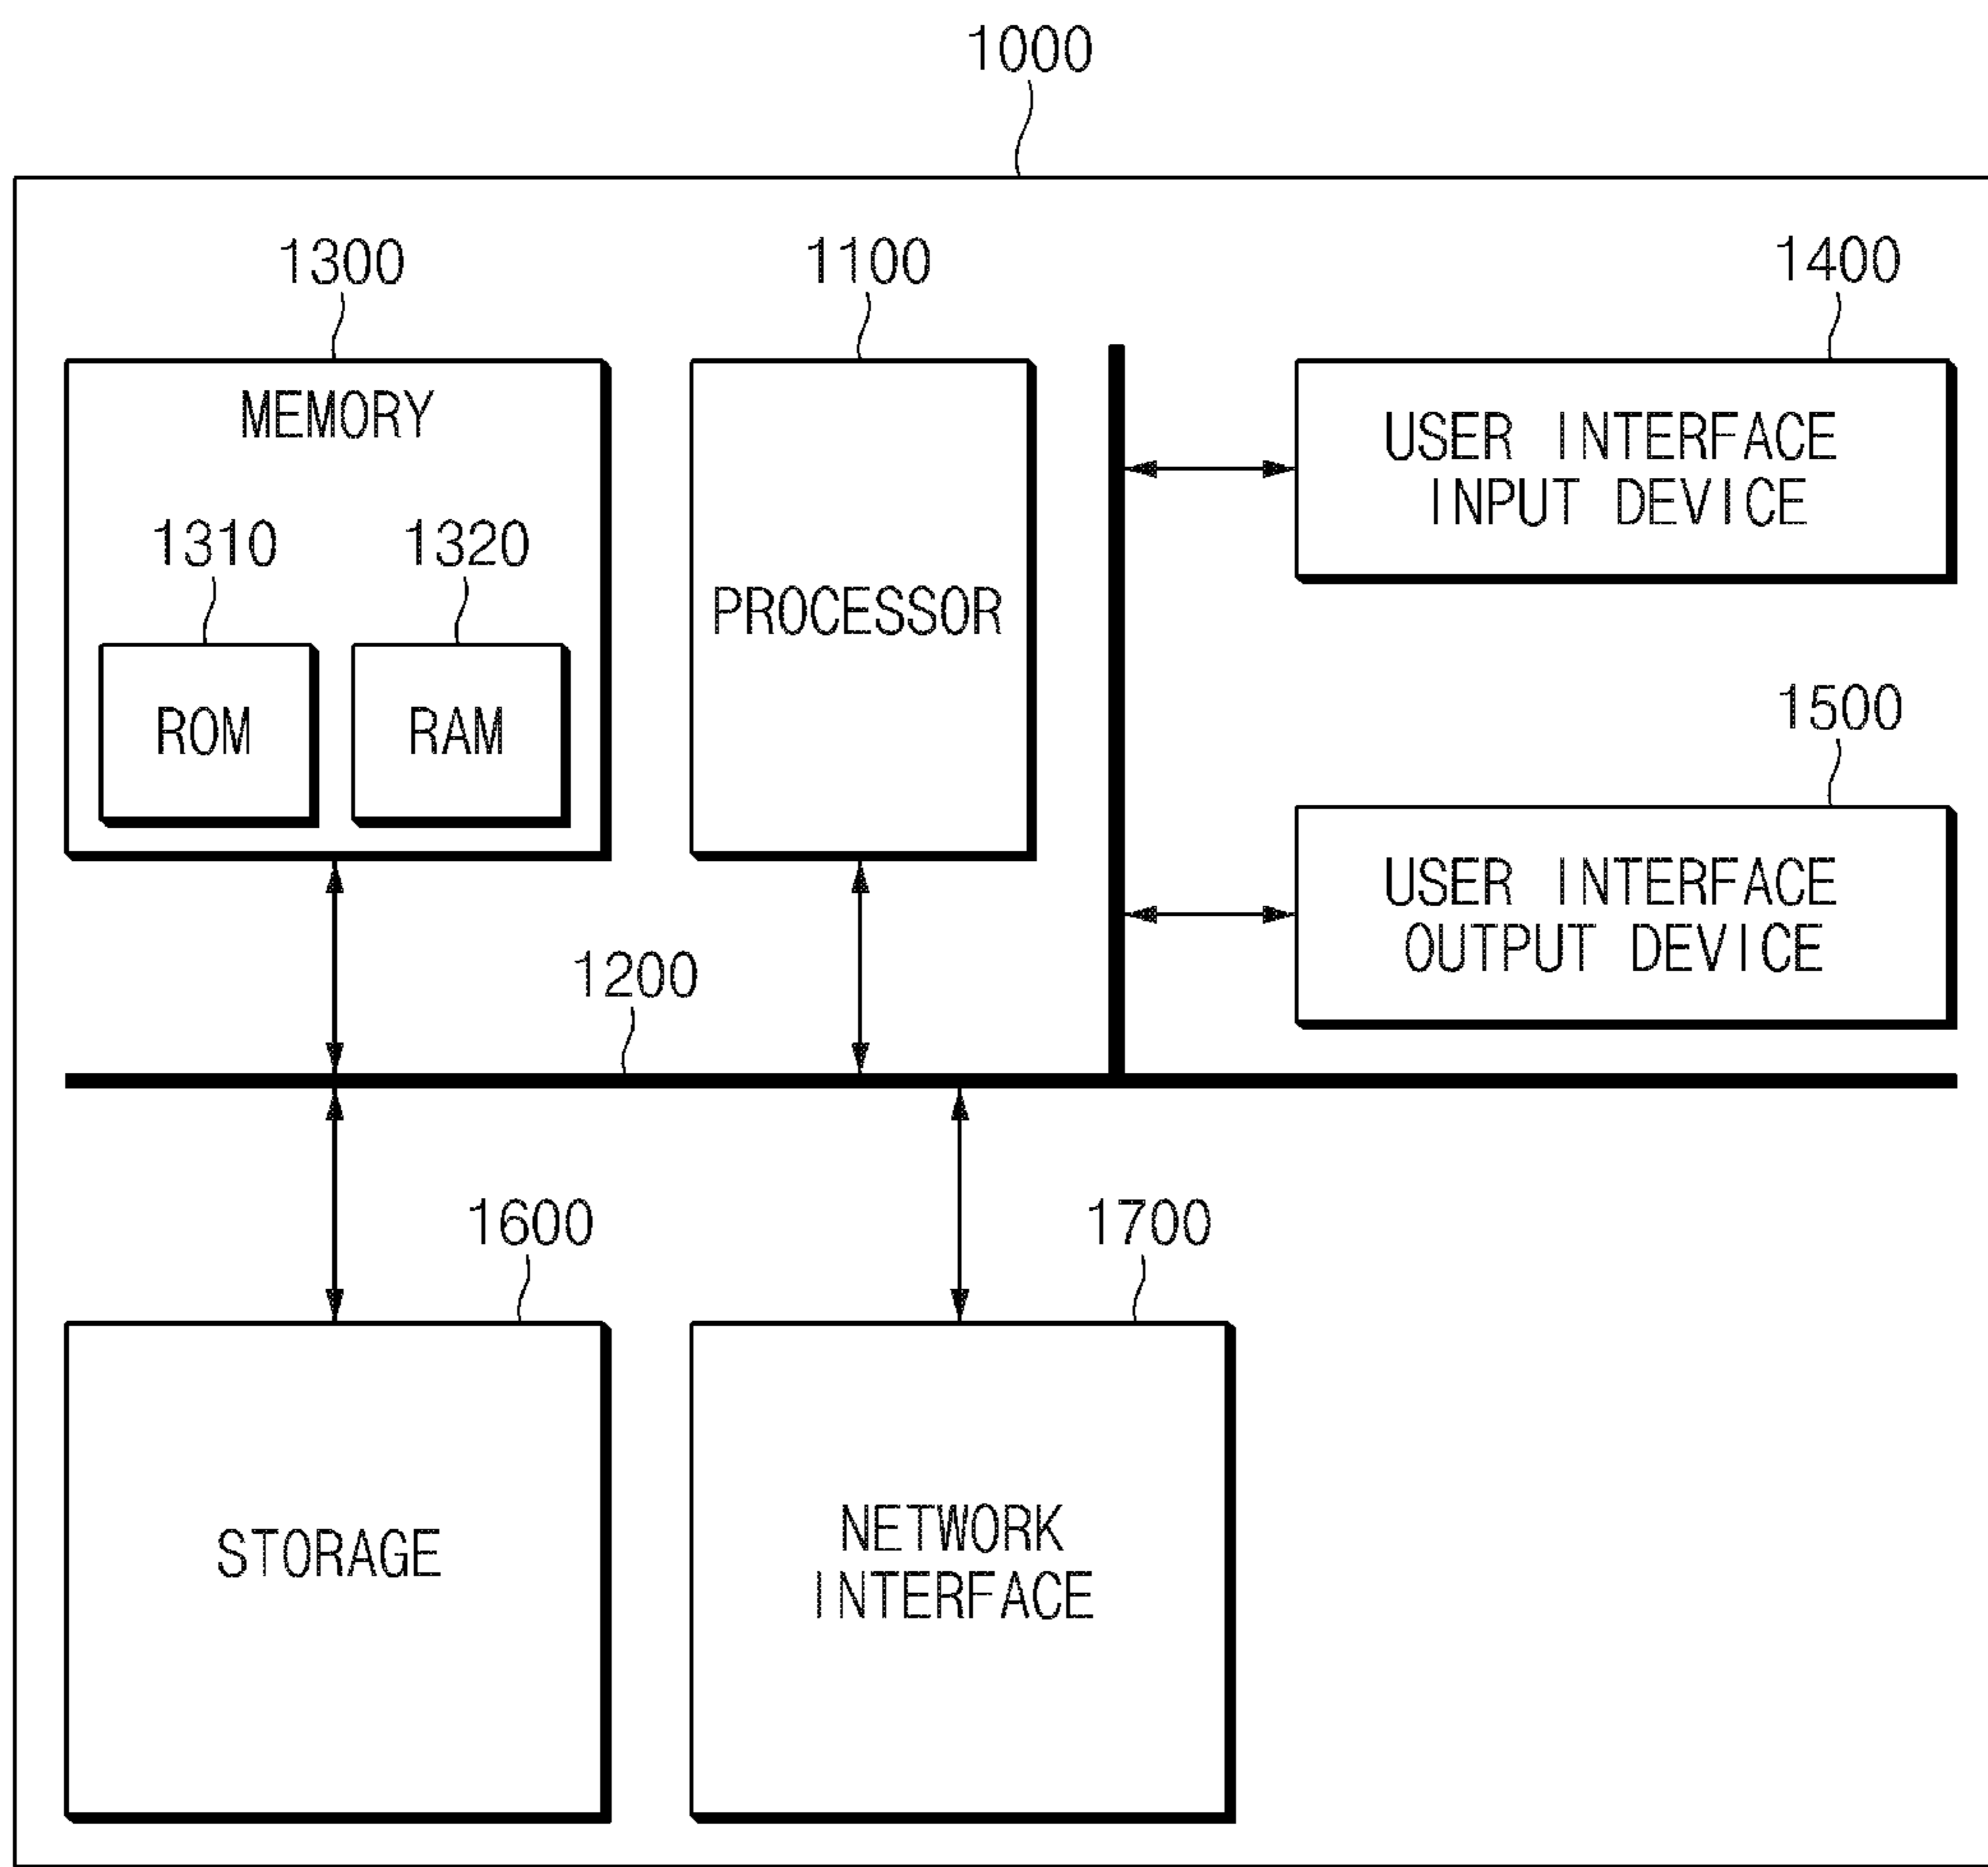 1000
1300
1100
1400
MEMORY
USER INTERFACE
INPUT DEVICE
1310
1320
PROCESSOR
ROM
RAM
1500
USER INTERFACE
OUTPUT DEVICE
1200
1600
1700
STORAGE
NETWORK
INTERFACE